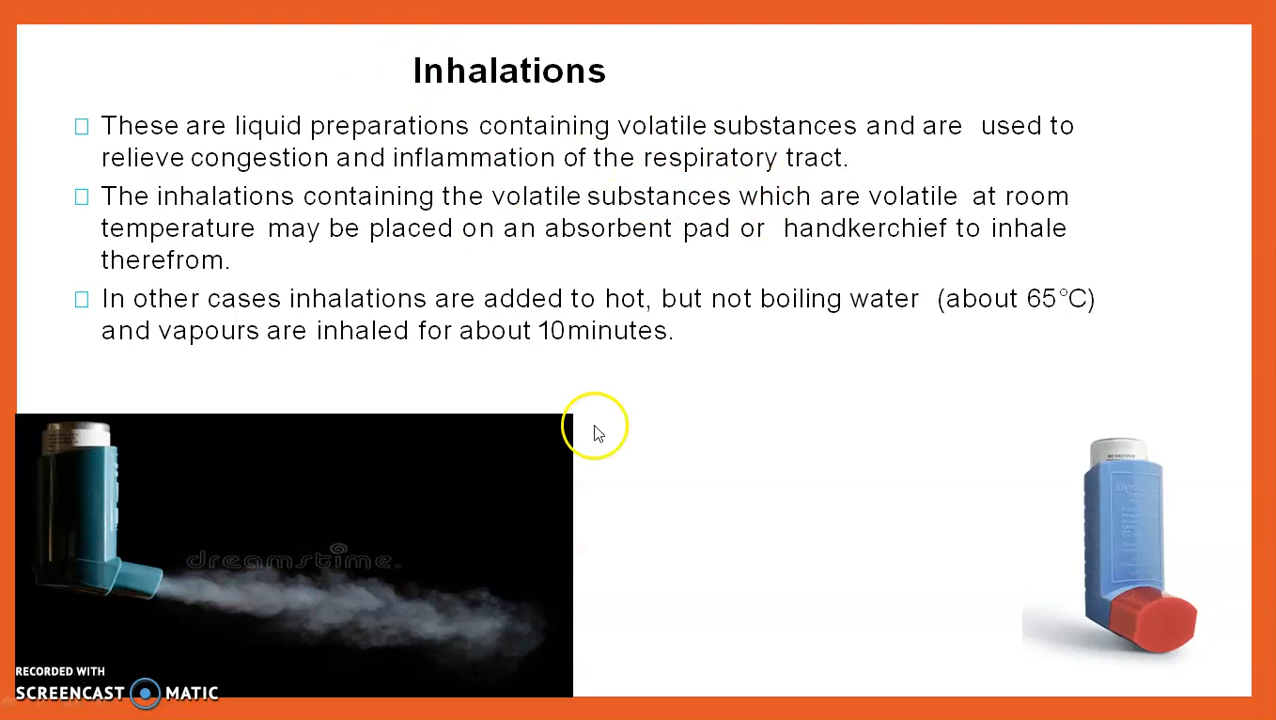 Inhalations
These are liquid preparations containing volatile substances and are used to
relieve congestion and inflammation of the respiratory tract.
The inhalations containing the volatile substances which are volatile at room
temperature may be placed on an absorbent pad or handkerchief to inhale
therefrom.
In other cases inhalations are added to hot, but not boiling water (about 65°C)
and vapours are inhaled for about 10minutes.
dreamstime.
RECORDED WITH
SCREENCAST MATIC